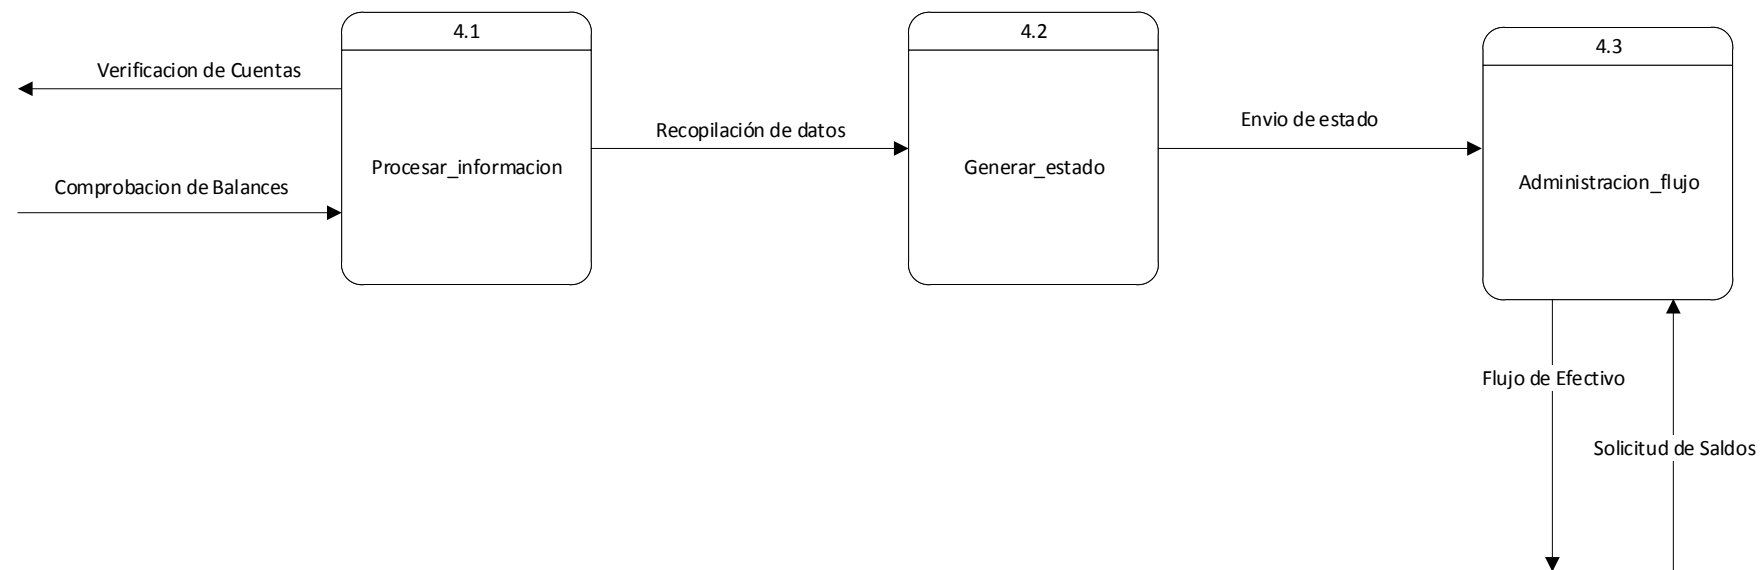 4.1
4.2
4.3
Verificacion de Cuentas
Recopilación de datos
Envio de estado
Procesar_informacion
Generar_estado
Administracion_flujo
Comprobacion de Balances
Flujo de Efectivo
Solicitud de Saldos